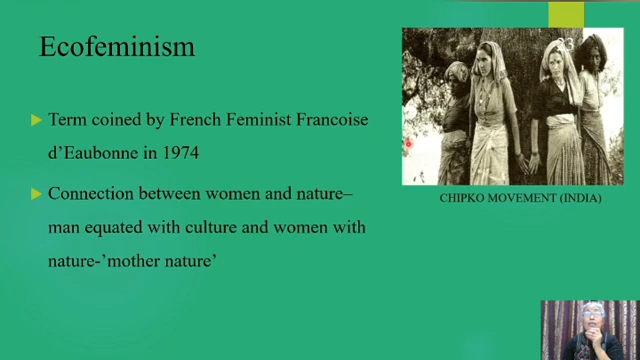 Ecofeminism
23
Term coined by French Feminist Francoise
d’Eaubonne in 1974
Connection between women and nature–
man equated with culture and women with
nature-’mother nature’
CHIPKO MOVEMENT (INDIA)